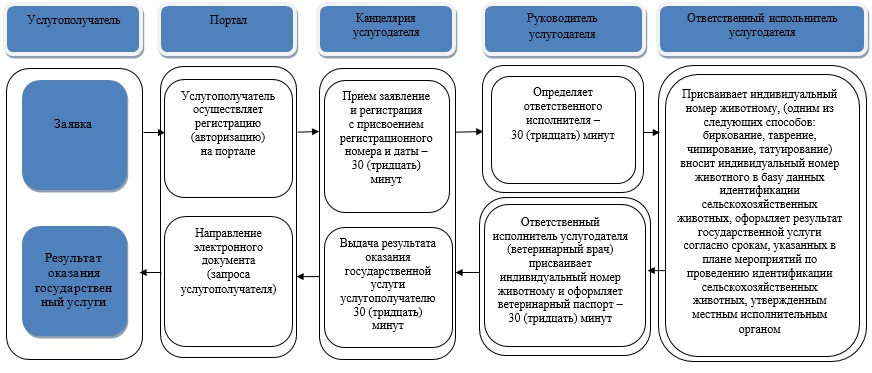 Услугополучатель
Портал
Канцелярия
услугодателя
Руководитель
услугодателя
Ответственный испольнитель
услугодателя
Заявка
Услугополучатель
осуществляет
регистрацию
(авторизацию)
на портале
Прием заявление
и регистрация
с присвоением
регистрационного
номера и даты –
30 (тридцать)
минут
Определяет
ответственного
исполнителя –
30 (тридцать) минут
Присваивает индивидуальный
номер животному, (одним из
следующих способов:
биркование, таврение,
чипирование, татуирование)
вносит индивидуальный номер
животного в базу данных
идентификации
сельскохозяйственных
животных, оформляет результат
государственной услуги
согласно срокам, указанных в
плане мероприятий по
проведению идентификации
сельскохозяйственных
животных, утвержденным
местным исполнительным
органом
Результат
оказания
государствен
ный услуги
Направление
электронного
документа
(запроса
услугополучателя)
Выдача результата
оказания
государственной
услуги
услугополучателю
30 (тридцать)
минут
Ответственный
исполнитель услугодателя
(ветеринарный врач)
присваивает
индивидуальный номер
животному и оформляет
ветеринарный паспорт –
30 (тридцать) минут